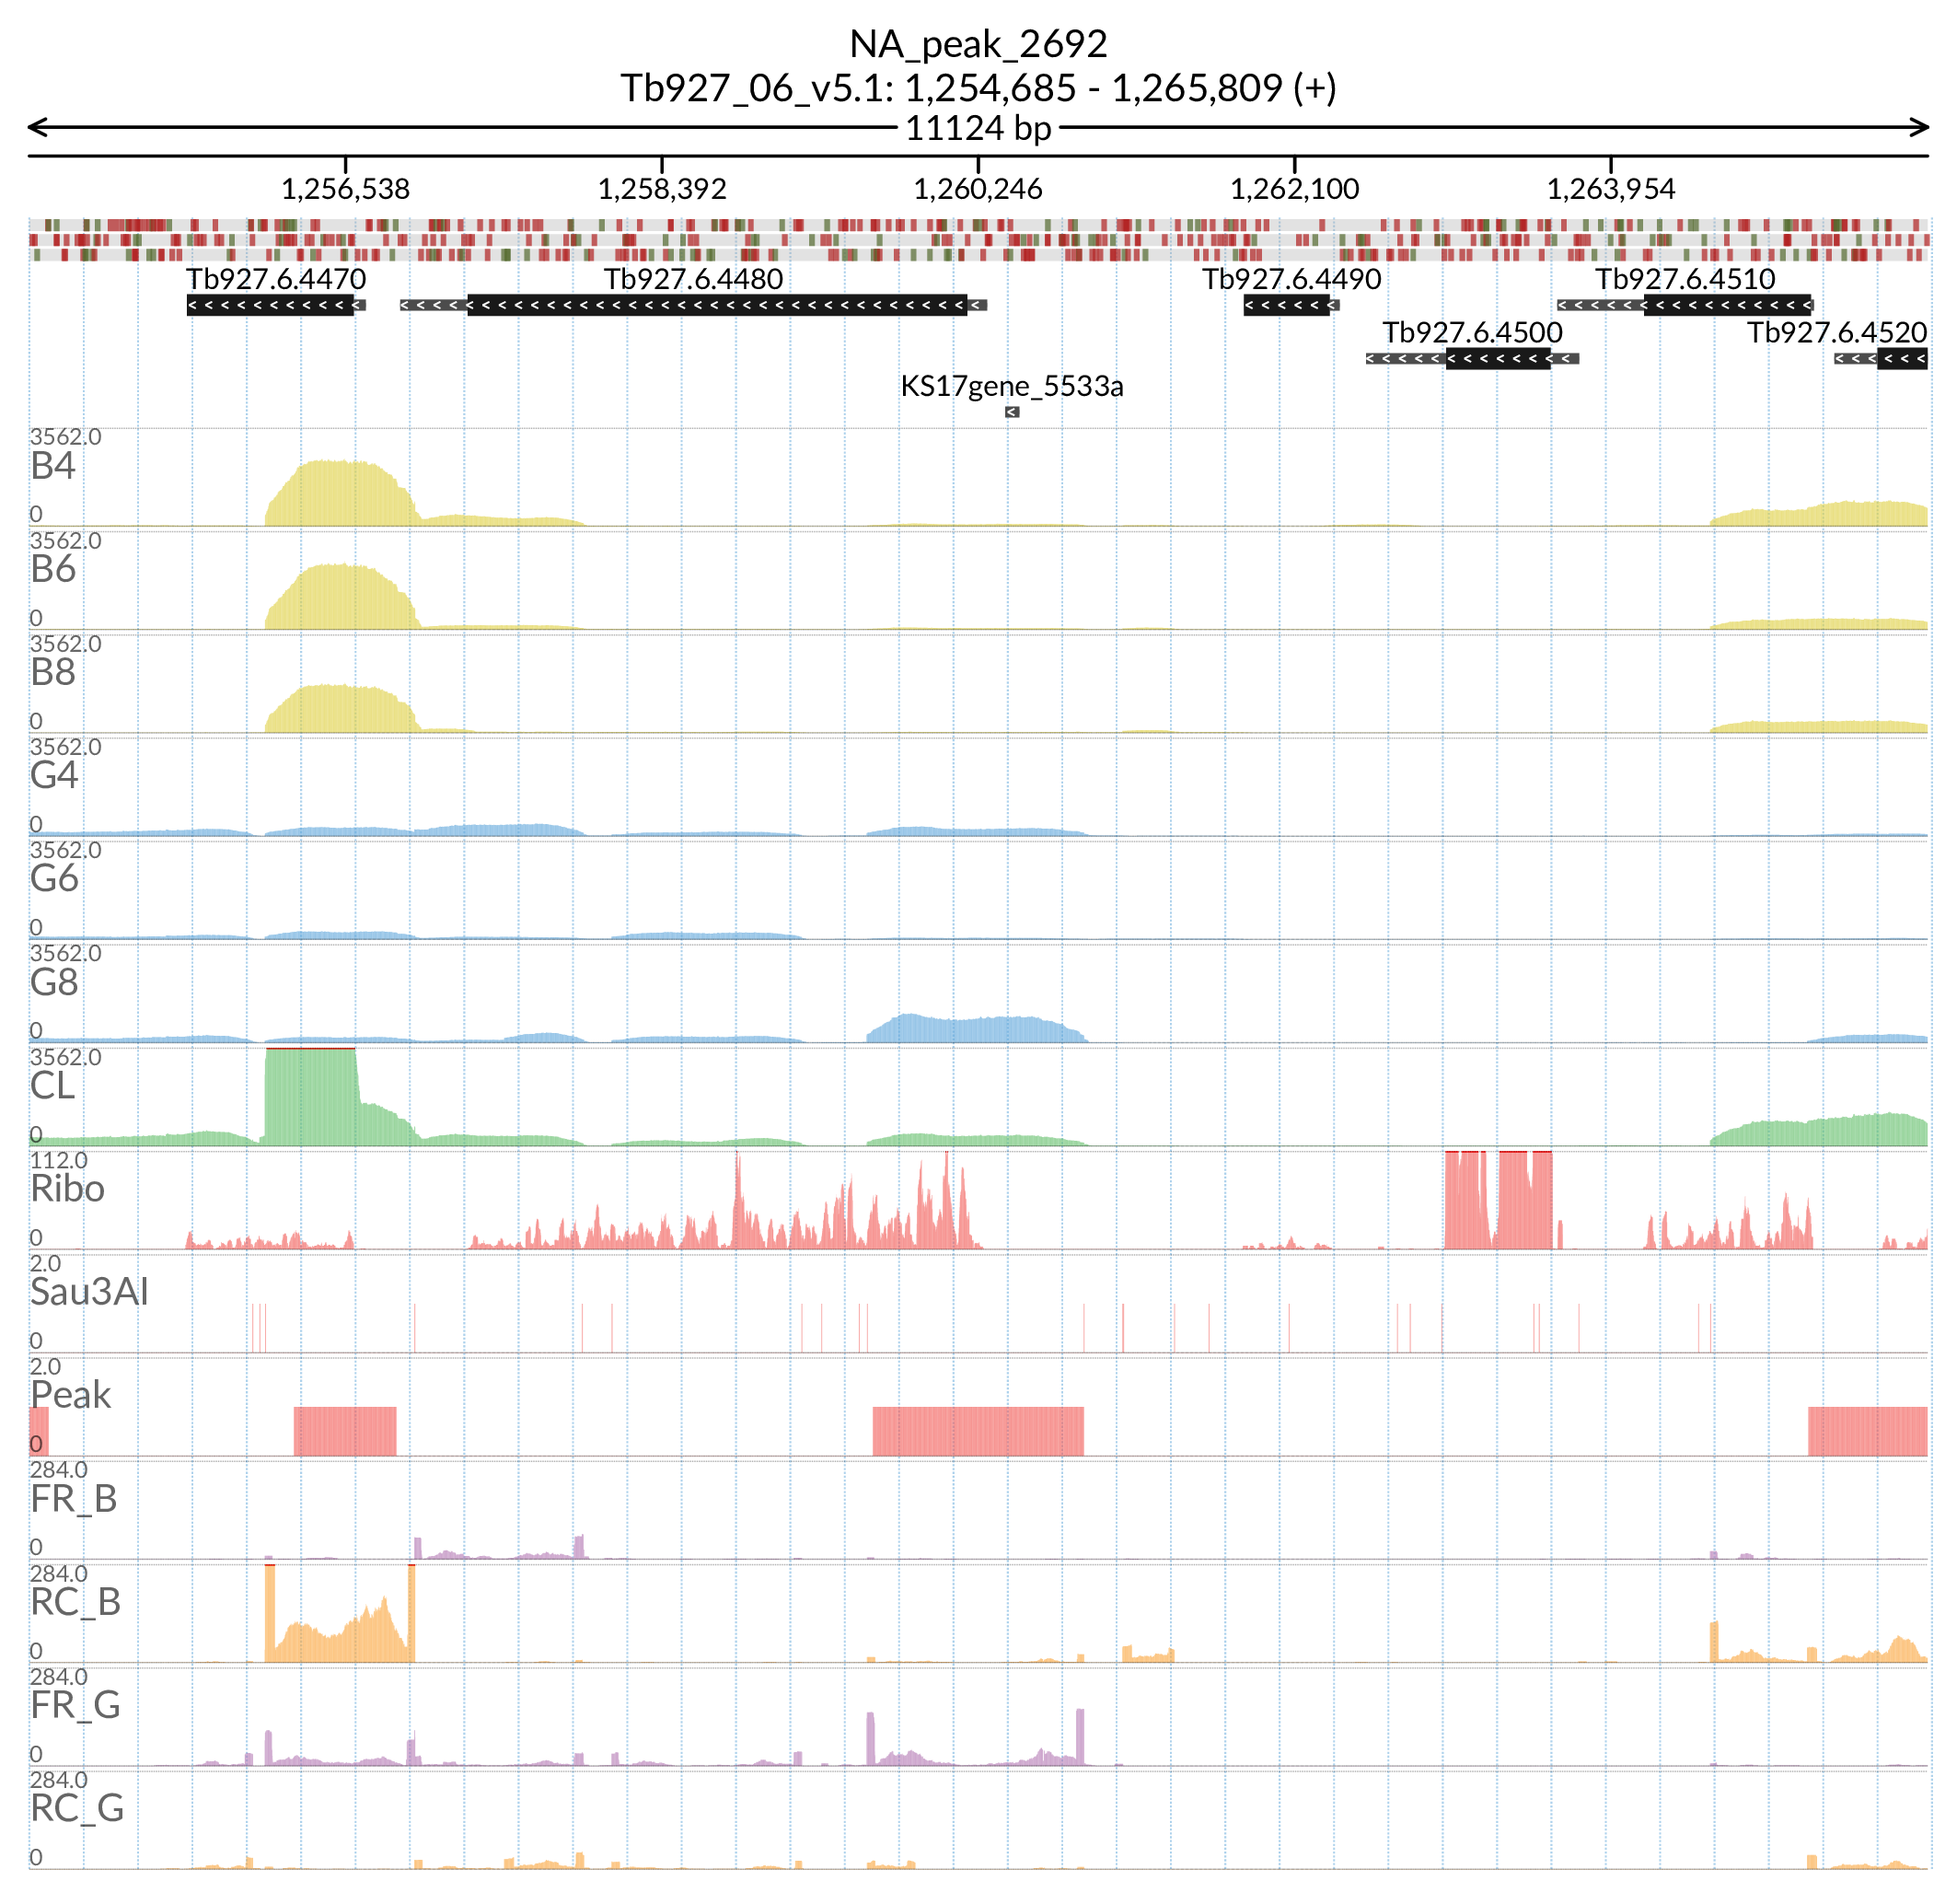 NA_peak_2692
Tb927_06_v5.1: 1,254,685 - 1,265,809 (+)
11124 bp
1,256,538 1,258,392 1,260,246 1,262,100 1,263,954
Tb927.6.4470 Tb927.6.4480 Tb927.6.4490 Tb927.6.4510
Tb927.6.4500 Tb927.6.4520
KS17gene_5533a
3562.0
B4
0
3562.0
B6
0
3562.0
B8
0
3562.0
G4
0
3562.0
G6
0
3562.0
G8
0
3562.0
CL
0
112.0
Ribo
0
2.0
Sau3AI
0
2.0
Peak
0
284.0
FR_B
0
284.0
RC_B
0
284.0
FR_G
0
284.0
RC_G
0